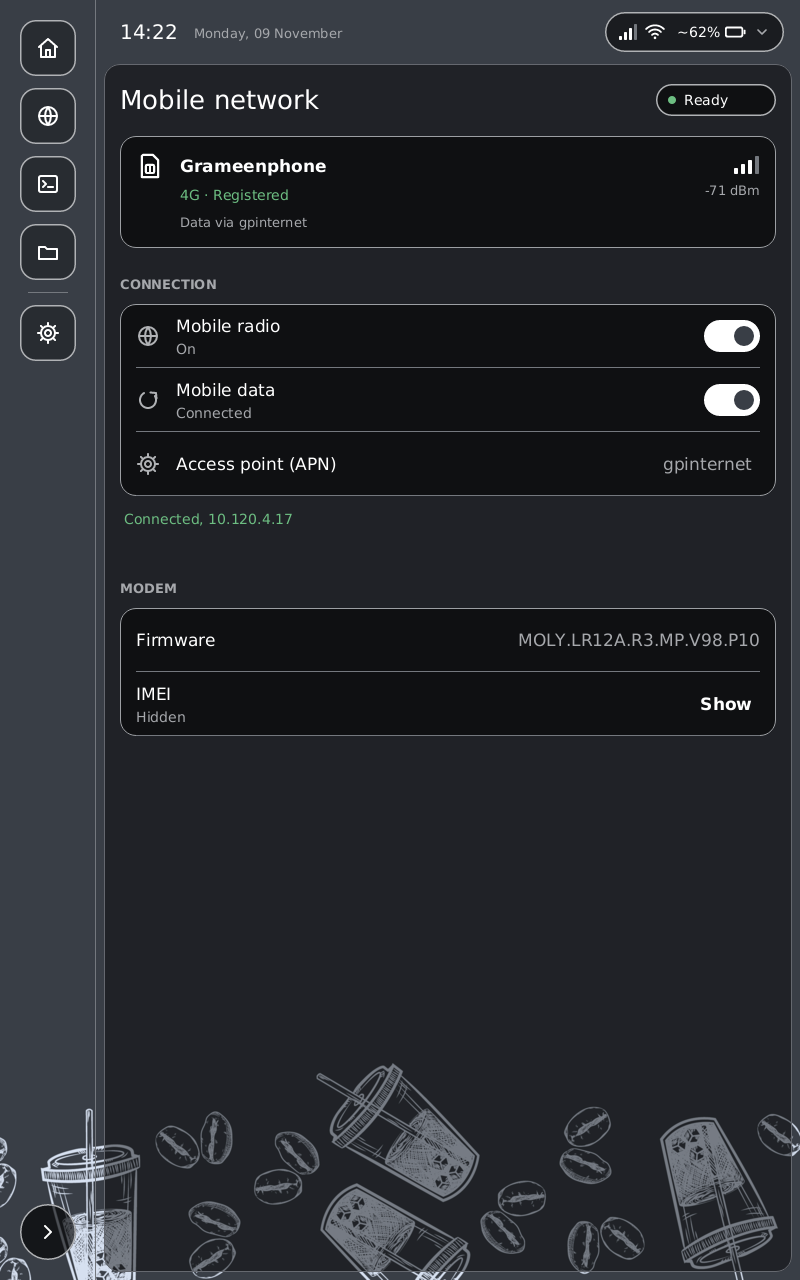 14:22 Monday, 09 November ~62%
Mobile network Ready
Grameenphone
4G · Registered -71 dBm
Data via gpinternet
CONNECTION
Mobile radio
On
Mobile data
Connected
Access point (APN) gpinternet
Connected, 10.120.4.17
MODEM
Firmware MOLY.LR12A.R3.MP.V98.P10
IMEI
Hidden Show